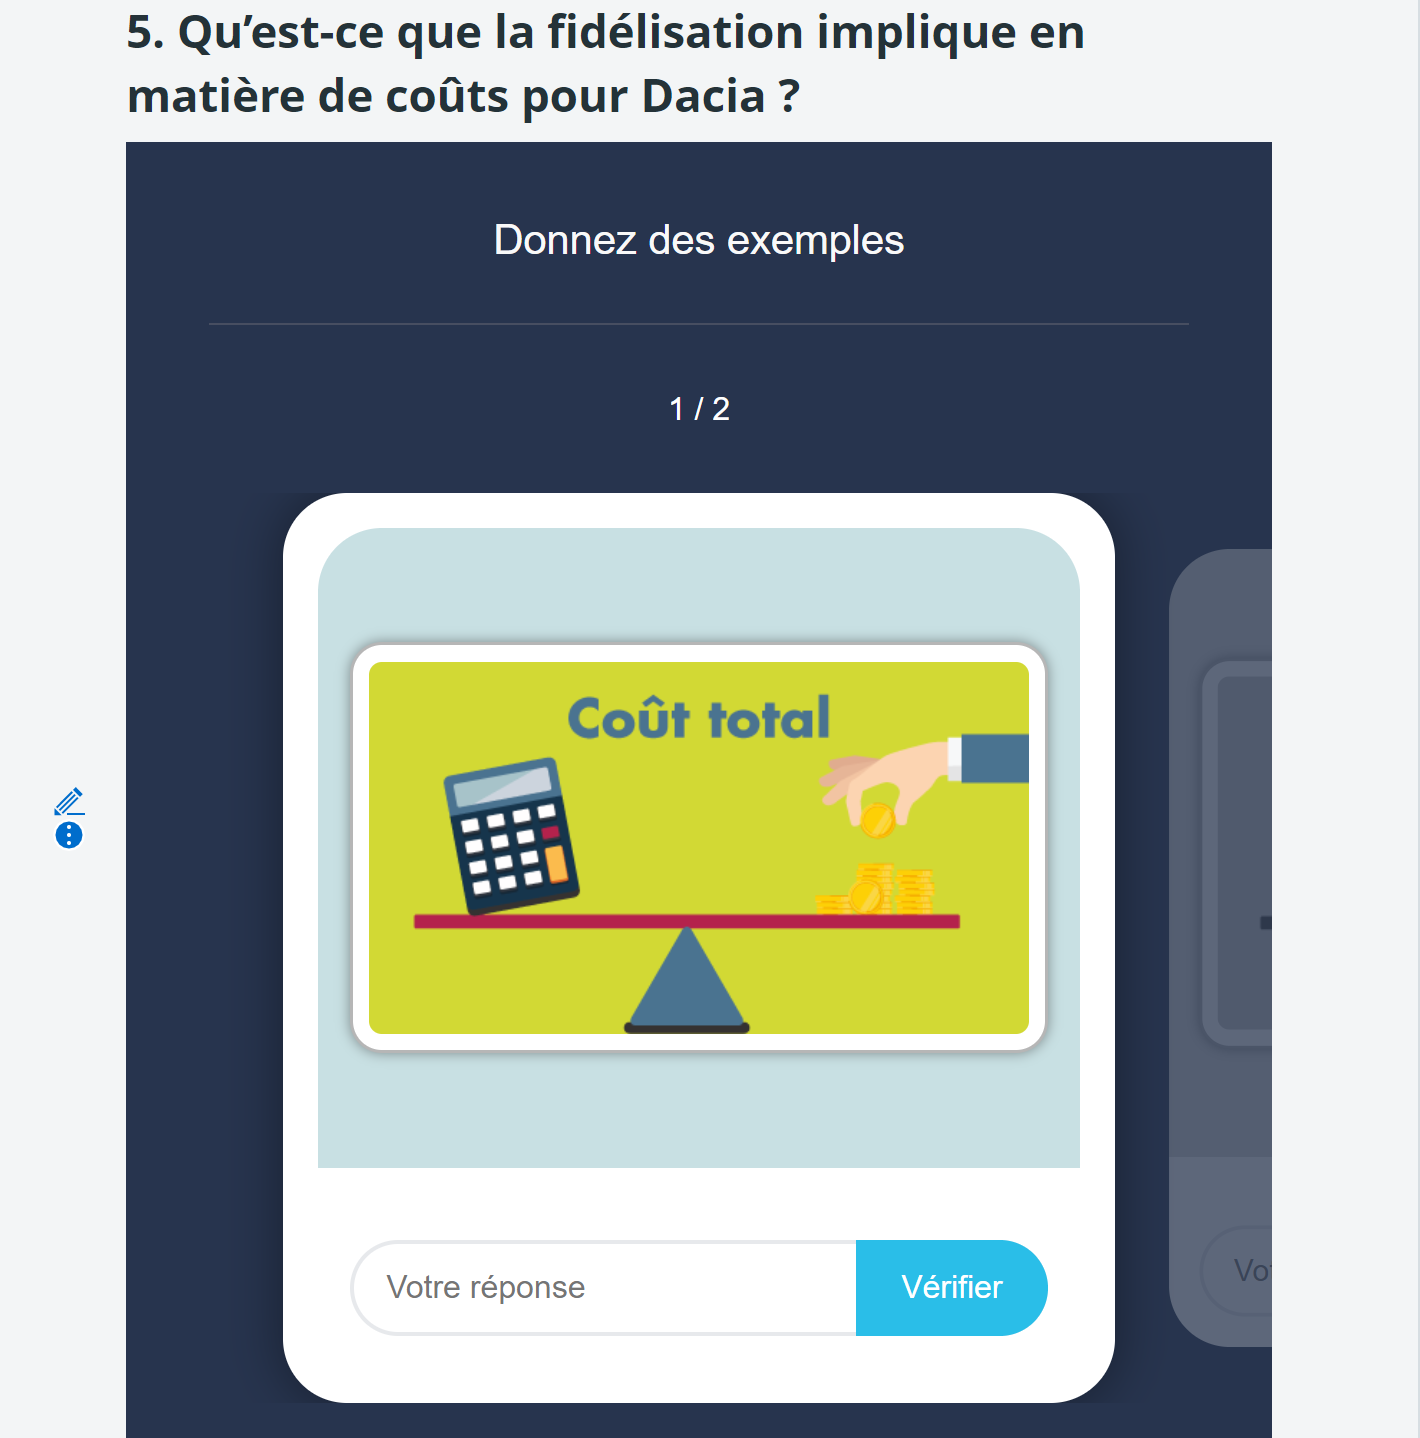 5. Qu’est-ce que la fidélisation implique en
matière de coûts pour Dacia ?
Donnez des exemples
1 / 2
Coût total
Votre réponse
Vérifier